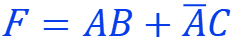 F = AB + A̅C